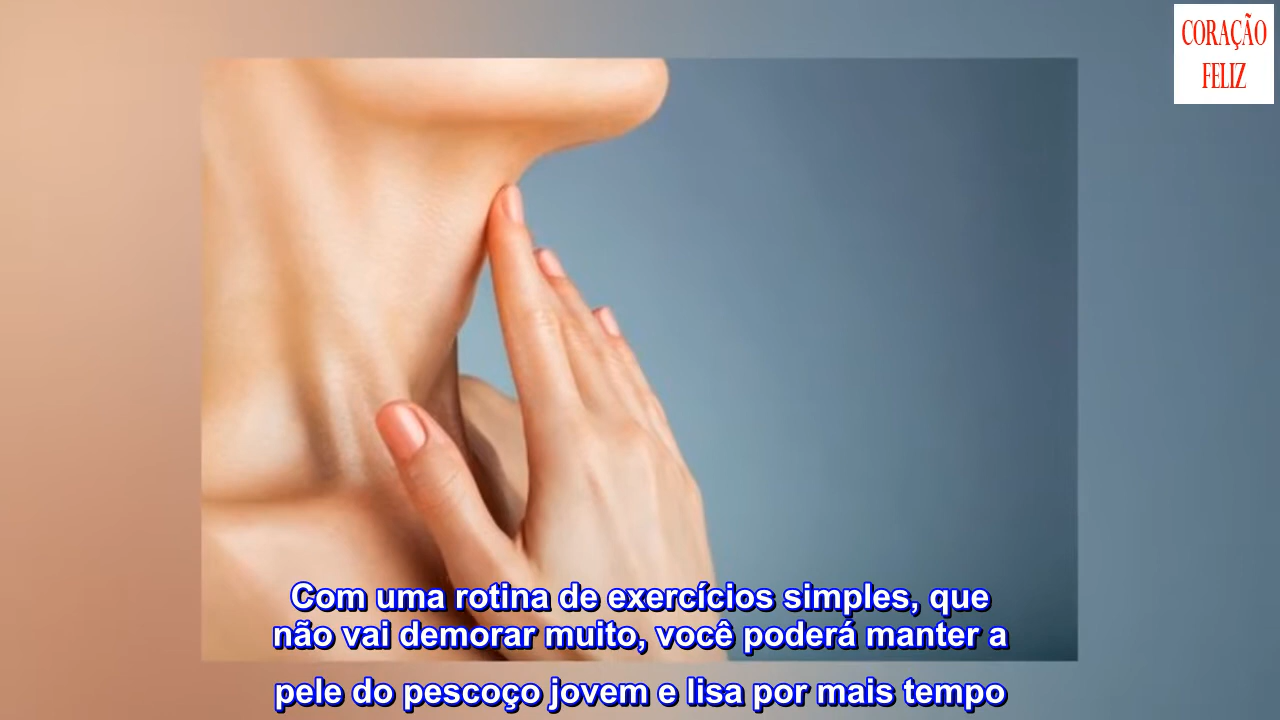 CORAÇÃO
FELIZ
Com uma rotina de exercícios simples, que
não vai demorar muito, você poderá manter a
pele do pescoço jovem e lisa por mais tempo